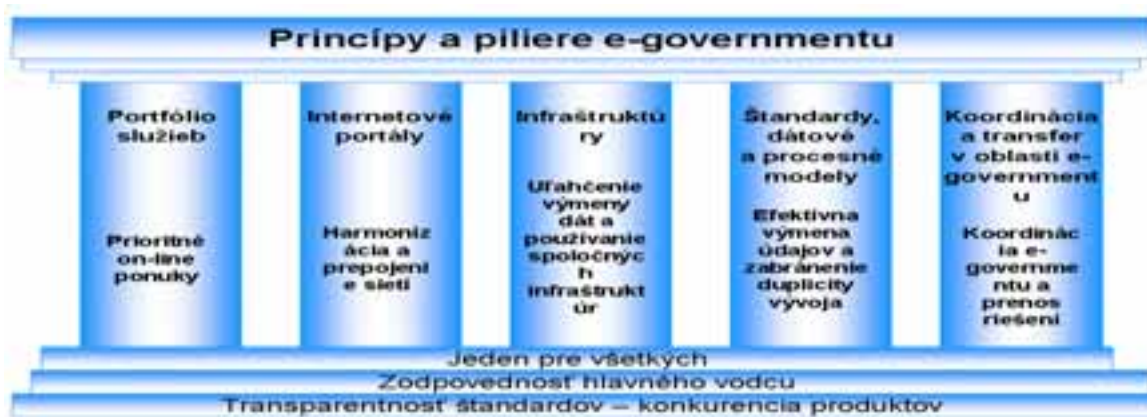 Princípy a piliere e-governmentu
Portfólio
služieb
Prioritné
on-line
ponuky
Internetové
portály
Harmoniz
ácia a
prepojeni
e sietí
Infraštruktú
ry
Uľahčenie
výmeny
dát a
používanie
spoločnýc
h
infraštrukt
úr
Štandardy,
dátové
a procesné
modely
Efektívna
výmena
údajov a
zabránenie
duplicity
vývoja
Koordinácia
a transfer
v oblasti e-
government
u
Koordinác
ia e-
governme
ntu a
prenos
riešení
Jeden pre všetkých
Zodpovednosť hlavného vodcu
Transparentnosť štandardov – konkurencia produktov